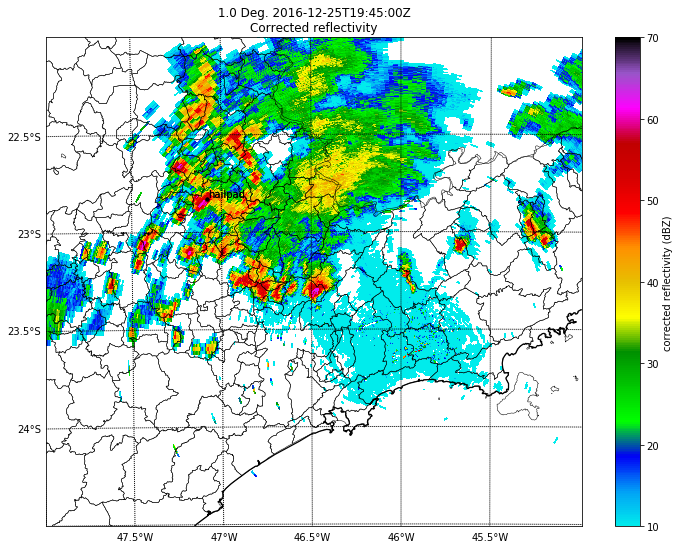 1.0 Deg. 2016-12-25T19:45:00Z
Corrected reflectivity
70
60
50
40
30
20
10
corrected reflectivity (dBZ)
22.5°S
23°S
23.5°S
24°S
47.5°W
47°W
46.5°W
46°W
45.5°W